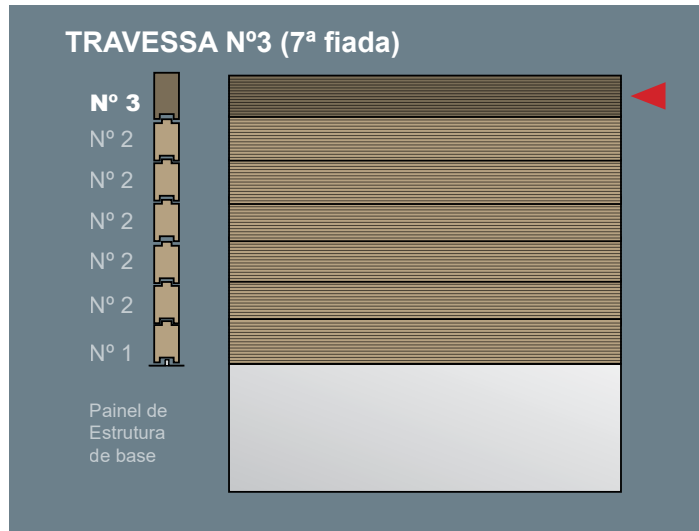 TRAVESSA Nº3 (7ª fiada)
Nº 3
Nº 2
Nº 2
Nº 2
Nº 2
Nº 2
Nº 1
Painel de
Estrutura
de base